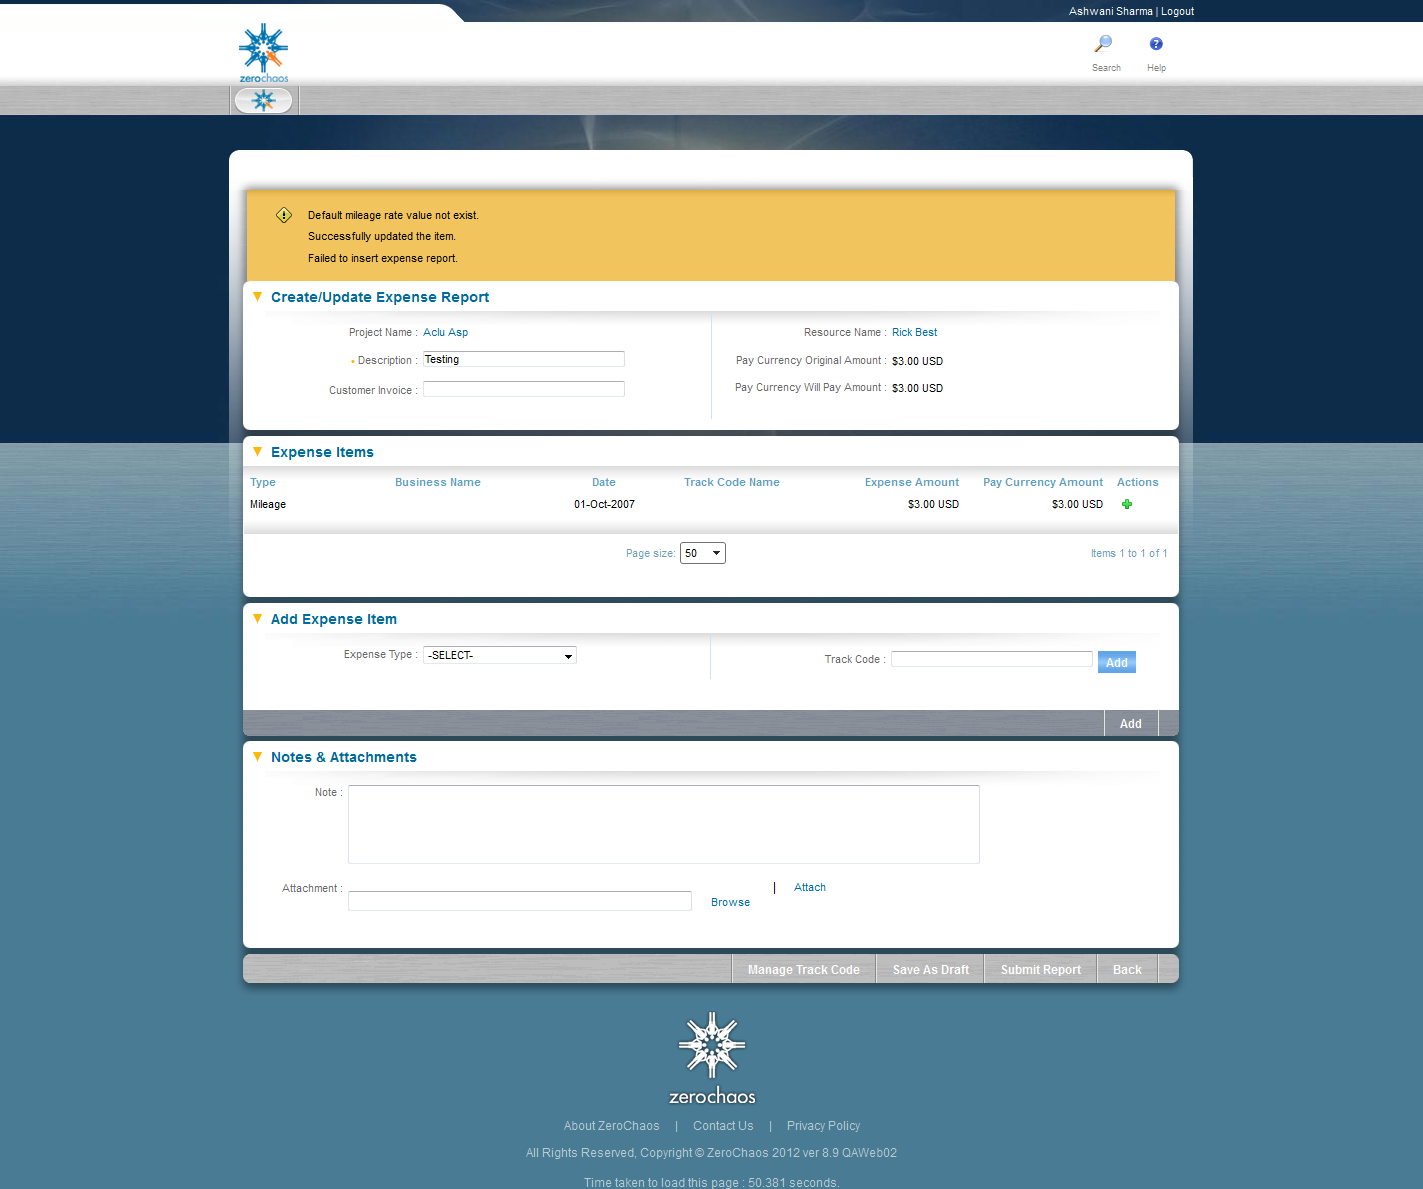 Ashwani Sharma | Logout
zerochaos
Search
Help
Default mileage rate value not exist.
Successfully updated the item.
Failed to insert expense report.
Create/Update Expense Report
Project Name : Aclu Asp
Resource Name : Rick Best
Description : Testing
Pay Currency Original Amount : $3.00 USD
Customer Invoice :
Pay Currency Will Pay Amount : $3.00 USD
Expense Items
Type Business Name Date Track Code Name Expense Amount Pay Currency Amount Actions
Mileage 01-Oct-2007 $3.00 USD $3.00 USD
Page size: 50
Items 1 to 1 of 1
Add Expense Item
Expense Type : -SELECT-
Track Code : Add
Add
Notes & Attachments
Note :
Attachment :
| Attach
Browse
Manage Track Code Save As Draft Submit Report Back
zerochaos
About ZeroChaos | Contact Us | Privacy Policy
All Rights Reserved, Copyright © ZeroChaos 2012 ver 8.9 QAWeb02
Time taken to load this page : 50.381 seconds.